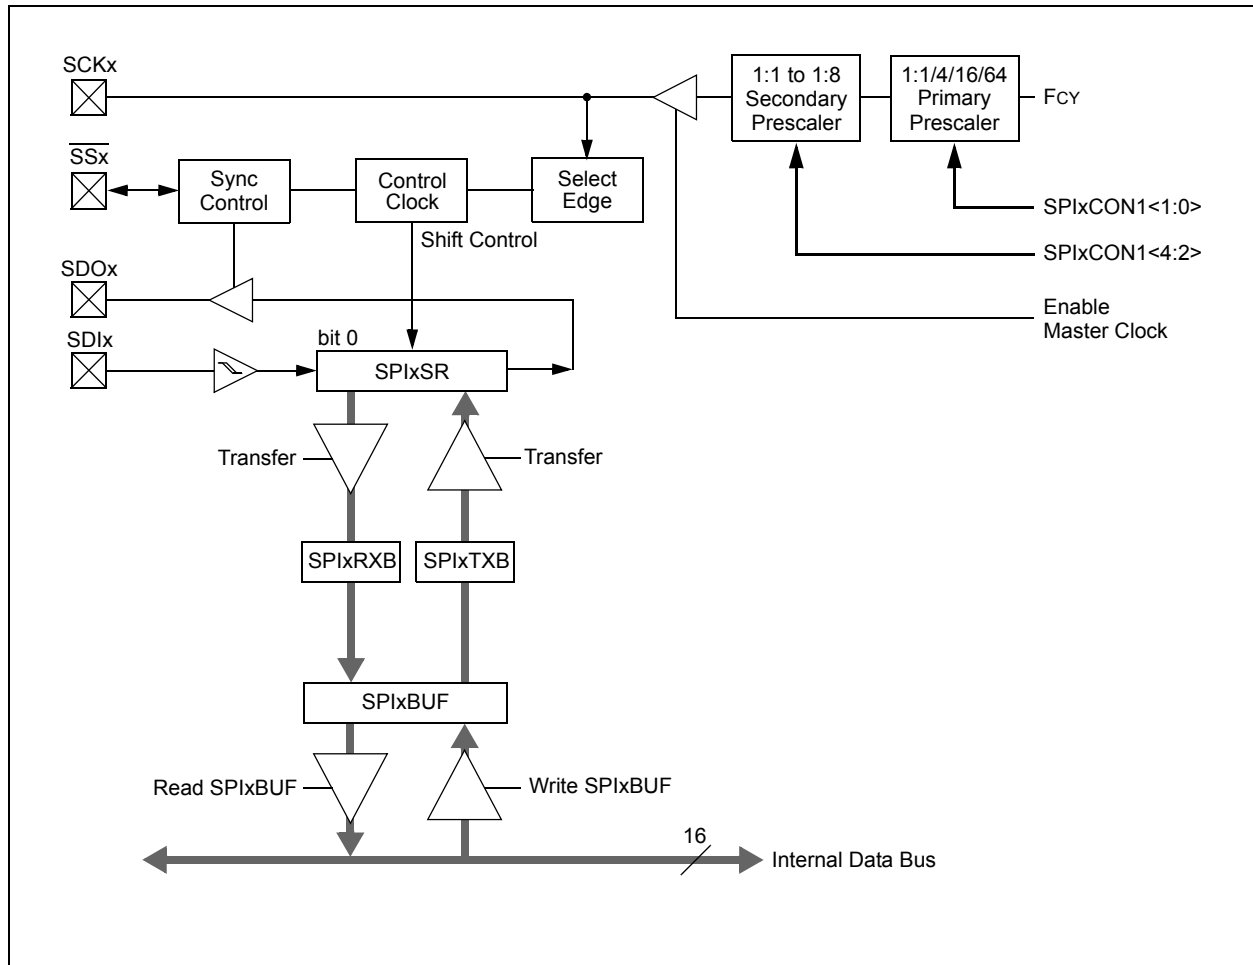 SCKx
1:1 to 1:8
Secondary
Prescaler
1:1/4/16/64
Primary
Prescaler
FCY
SSx
Sync
Control
Control
Clock
Select
Edge
SPIxCON1<1:0>
Shift Control
SPIxCON1<4:2>
SDOx
Enable
Master Clock
SDIx
bit 0
SPIxSR
Transfer
Transfer
SPIxRXB
SPIxTXB
SPIxBUF
Read SPIxBUF
Write SPIxBUF
16
Internal Data Bus